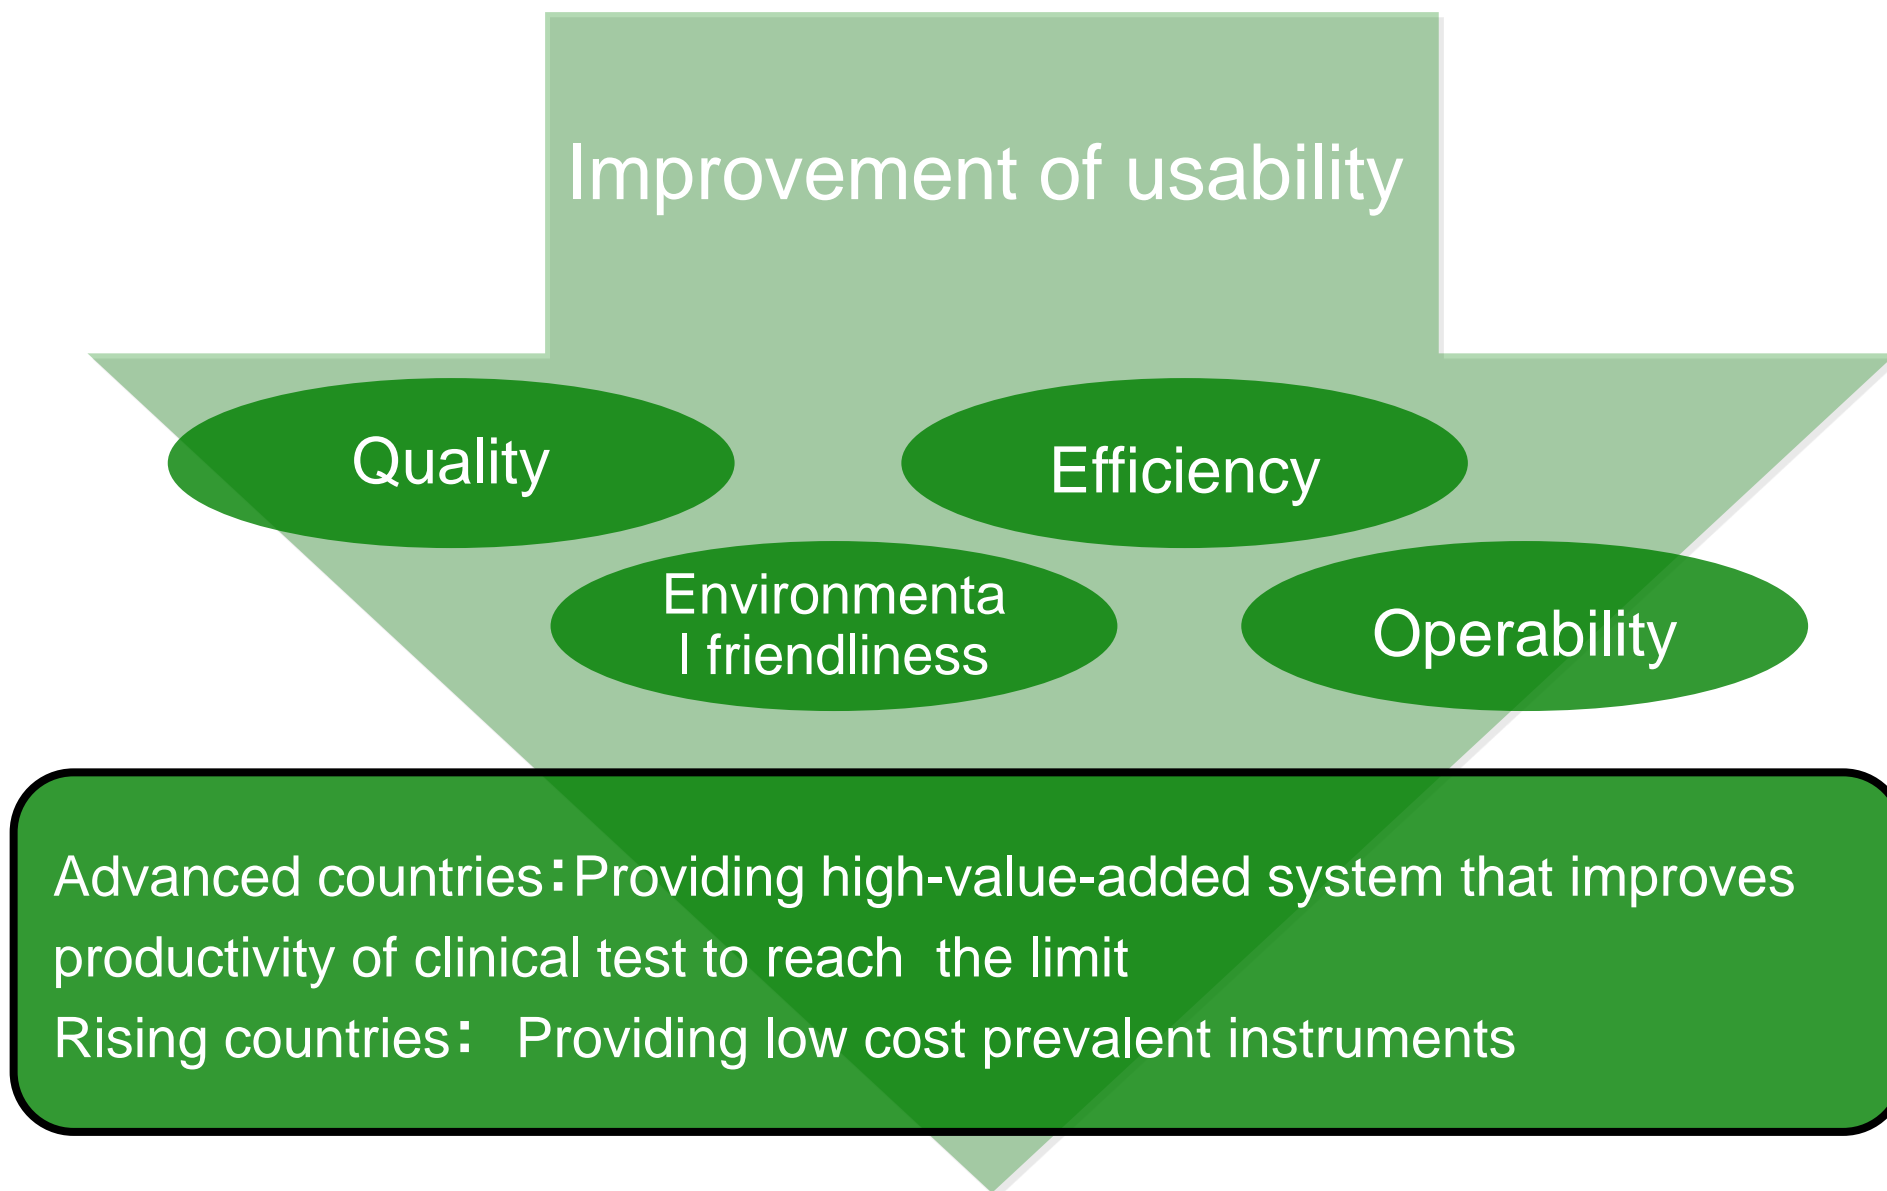 Improvement of usability
Quality
Efficiency
Environmenta
l friendliness
Operability
Advanced countries：Providing high-value-added system that improves
productivity of clinical test to reach  the limit
Rising countries：  Providing low cost prevalent instruments